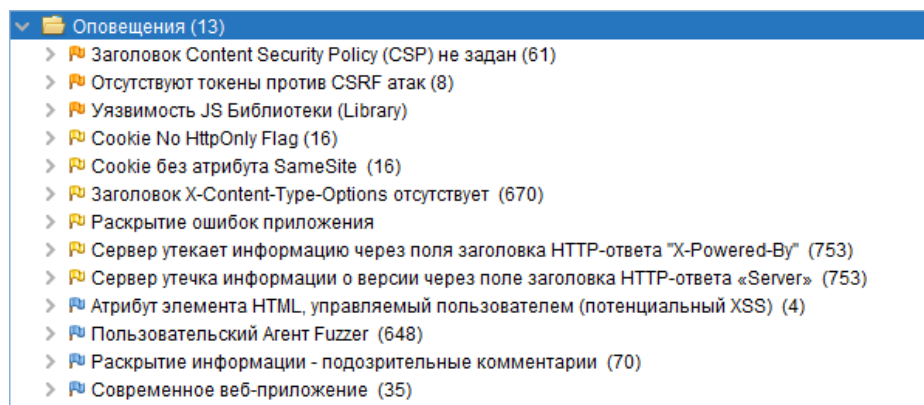 Оповещения (13)
Заголовок Content Security Policy (CSP) не задан (61)
Отсутствуют токены против CSRF атак (8)
Уязвимость JS Библиотеки (Library)
Cookie No HttpOnly Flag (16)
Cookie без атрибута SameSite (16)
Заголовок X-Content-Type-Options отсутствует (670)
Раскрытие ошибок приложения
Сервер утекает информацию через поля заголовка HTTP-ответа "X-Powered-By" (753)
Сервер утечка информации о версии через поле заголовка HTTP-ответа «Server» (753)
Атрибут элемента HTML, управляемый пользователем (потенциальный XSS) (4)
Пользовательский Агент Fuzzer (648)
Раскрытие информации - подозрительные комментарии (70)
Современное веб-приложение (35)